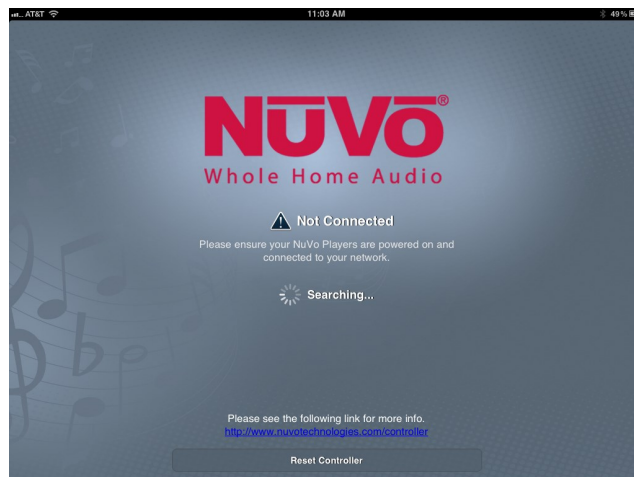 AT&T 11:03 AM 49%
NUVO®
Whole Home Audio
Not Connected
Please ensure your NuVo Players are powered on and
connected to your network.
Searching...
Please see the following link for more info.
http://www.nuvotechnologies.com/controller
Reset Controller